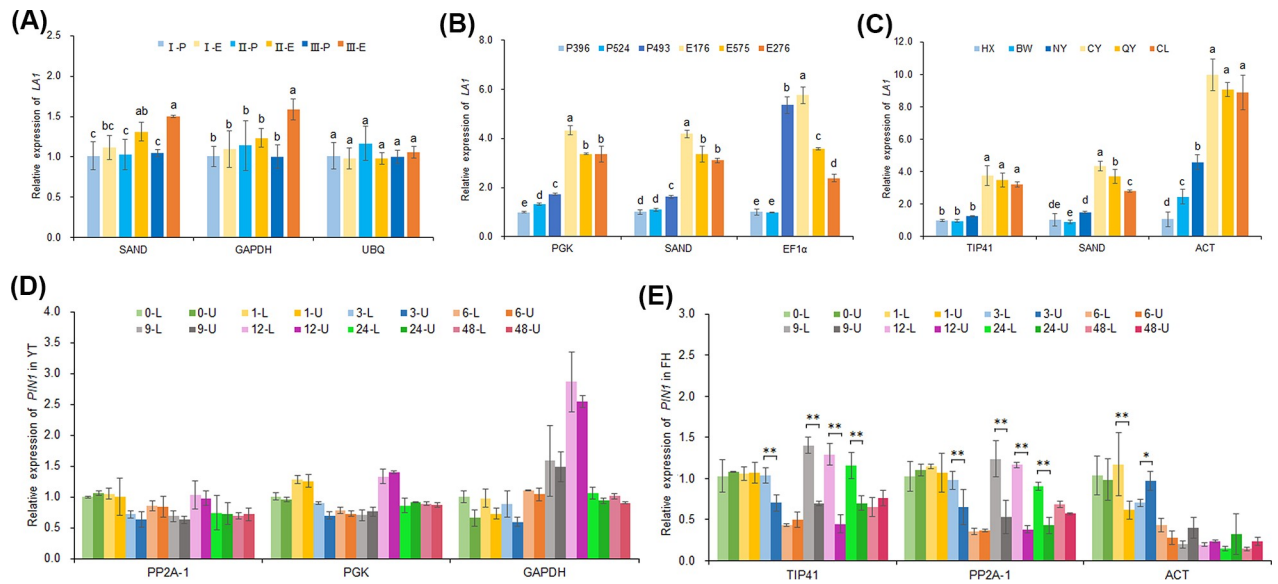 (A)
Relative expression of LA1
1.5
2.0
2.5
1.0
0.5
0.0
I-P I-E II-P II-E III-P III-E
c bc c ab c a
b b b b b a
a a a a a a
SAND GAPDH UBQ
(B)
Relative expression of LA1
8.0
6.0
4.0
2.0
0.0
P396 P524 P493 E176 E575 E276
e d c a b b
d d c a b b
d d b a c c
PGK SAND EF1α
(C)
Relative expression of LA1
12.0
10.0
8.0
6.0
4.0
2.0
0.0
HX BW NY CY QY CL
b b b a a a
de e d a b c
d c b a a a
TIP41 SAND ACT
(D)
Relative expression of PIN1 in YT
4.0
3.5
3.0
2.5
2.0
1.5
1.0
0.5
0.0
0-L 0-U 1-L 1-U 3-L 3-U 6-L 6-U
9-L 9-U 12-L 12-U 24-L 24-U 48-L 48-U
PP2A-1 PGK GAPDH
(E)
Relative expression of PIN1 in FH
3.0
2.5
2.0
1.5
1.0
0.5
0.0
0-L 0-U 1-L 1-U 3-L 3-U 6-L 6-U
9-L 9-U 12-L 12-U 24-L 24-U 48-L 48-U
** ** ** **
** ** ** **
** *
TIP41 PP2A-1 ACT